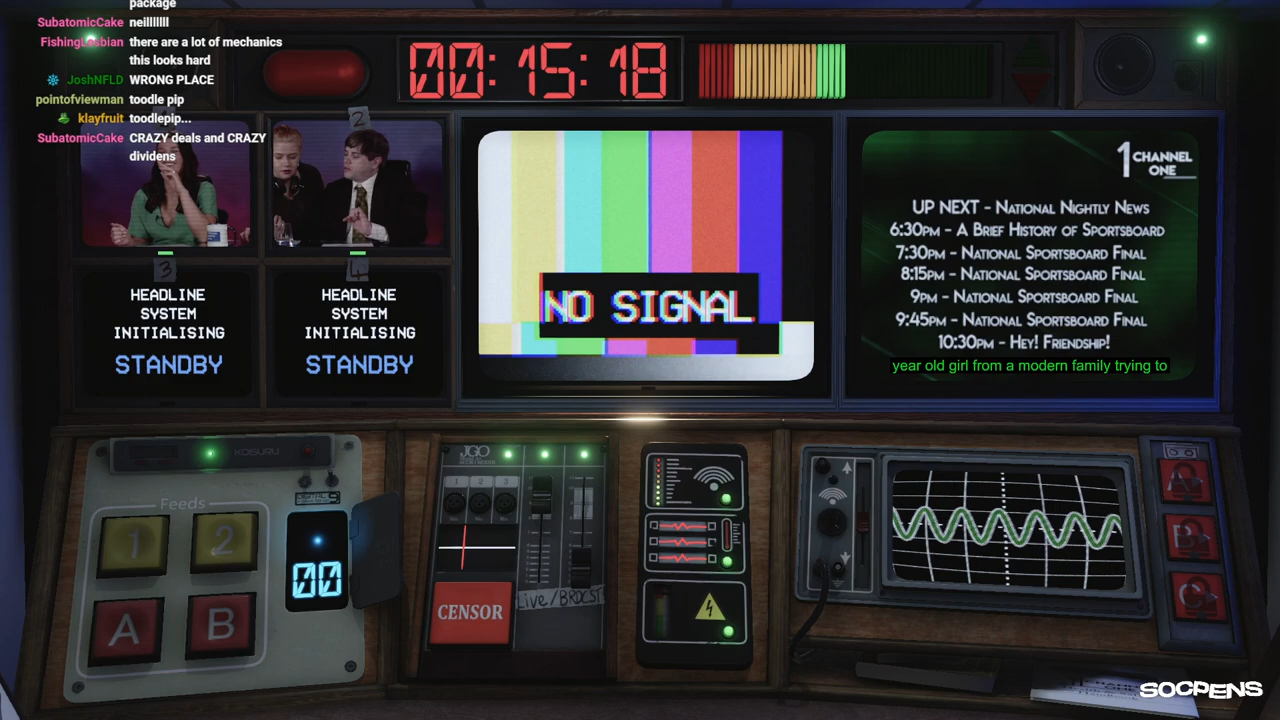 package
SubatomicCake neillllllll
FishingLesbian there are a lot of mechanics
this looks hard
JoshNFLD WRONG PLACE
pointofviewman toodle pip
klayfruit toodlepip...
SubatomicCake CRAZY deals and CRAZY
dividens
00:15:18
2
3
4
HEADLINE
SYSTEM
INITIALISING
STANDBY
HEADLINE
SYSTEM
INITIALISING
STANDBY
NO SIGNAL
1 CHANNEL
ONE
UP NEXT - NATIONAL NIGHTLY NEWS
6:30PM - A BRIEF HISTORY OF SPORTSBOARD
7:30PM - NATIONAL SPORTSBOARD FINAL
8:15PM - NATIONAL SPORTSBOARD FINAL
9PM - NATIONAL SPORTSBOARD FINAL
9:45PM - NATIONAL SPORTSBOARD FINAL
10:30PM - HEY! FRIENDSHIP!
year old girl from a modern family trying to
KOISURU
Feeds
1 2
A B
00
JGO
1 2 3
CENSOR
Live/BRDCST
A
B
C
SOCPENS